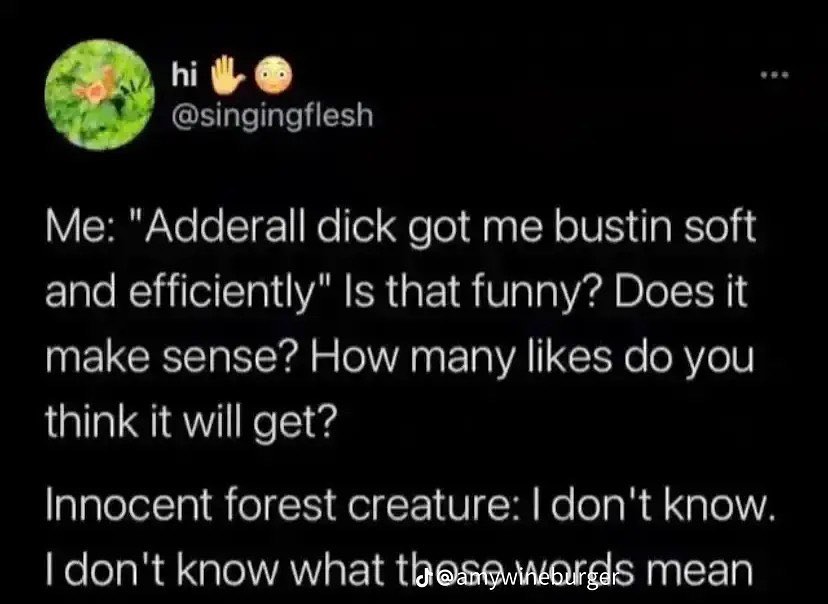 hi ✋😳
@singingflesh
Me: "Adderall dick got me bustin soft
and efficiently" Is that funny? Does it
make sense? How many likes do you
think it will get?
Innocent forest creature: I don't know.
I don't know what those words mean
@amywineburger